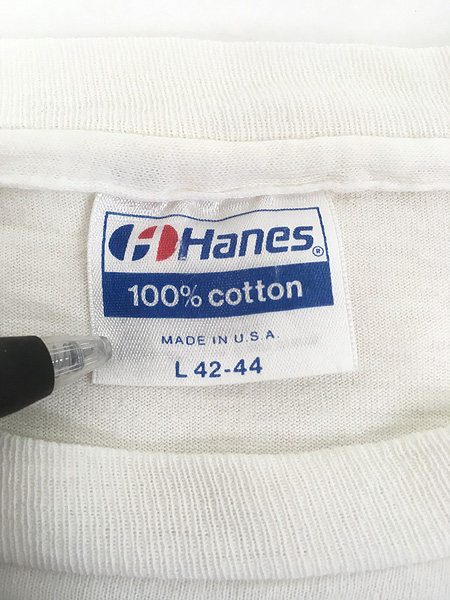 Hanes®
100% cotton
MADE IN U.S.A.
L 42-44